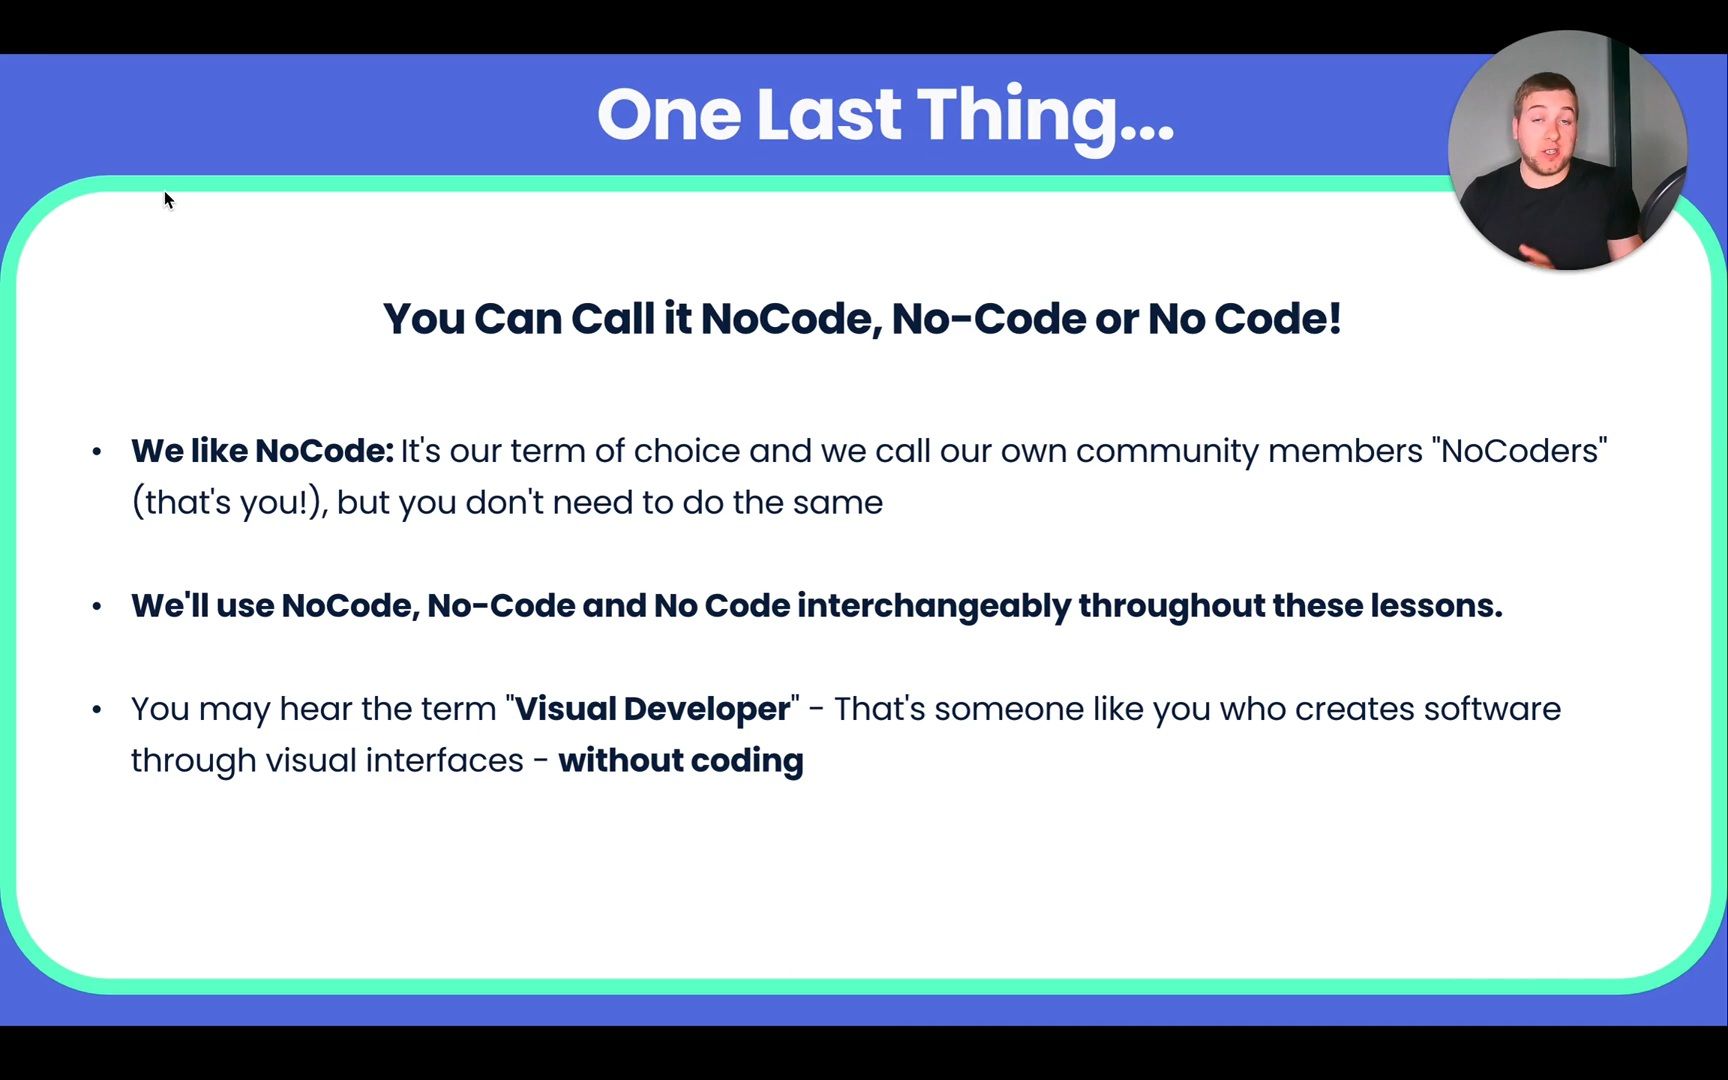 One Last Thing...
You Can Call it NoCode, No-Code or No Code!
• We like NoCode: It's our term of choice and we call our own community members "NoCoders"
(that's you!), but you don't need to do the same
• We'll use NoCode, No-Code and No Code interchangeably throughout these lessons.
• You may hear the term "Visual Developer" - That's someone like you who creates software
through visual interfaces - without coding